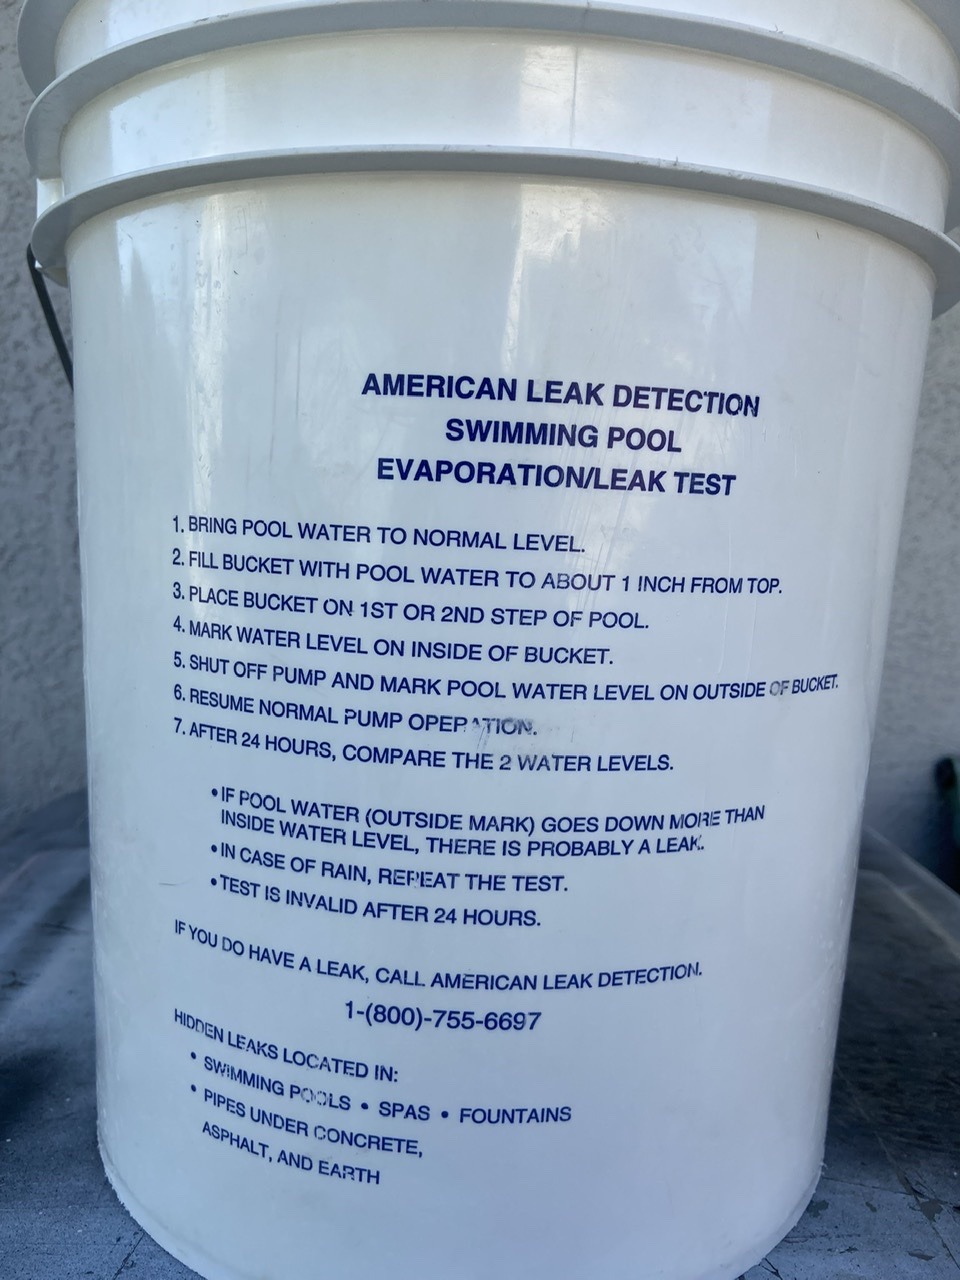 AMERICAN LEAK DETECTION
SWIMMING POOL
EVAPORATION/LEAK TEST
1. BRING POOL WATER TO NORMAL LEVEL.
2. FILL BUCKET WITH POOL WATER TO ABOUT 1 INCH FROM TOP.
3. PLACE BUCKET ON 1ST OR 2ND STEP OF POOL.
4. MARK WATER LEVEL ON INSIDE OF BUCKET.
5. SHUT OFF PUMP AND MARK POOL WATER LEVEL ON OUTSIDE OF BUCKET.
6. RESUME NORMAL PUMP OPERATION.
7. AFTER 24 HOURS, COMPARE THE 2 WATER LEVELS.
• IF POOL WATER (OUTSIDE MARK) GOES DOWN MORE THAN
INSIDE WATER LEVEL, THERE IS PROBABLY A LEAK.
• IN CASE OF RAIN, REPEAT THE TEST.
• TEST IS INVALID AFTER 24 HOURS.
IF YOU DO HAVE A LEAK, CALL AMERICAN LEAK DETECTION.
1-(800)-755-6697
HIDDEN LEAKS LOCATED IN:
• SWIMMING POOLS • SPAS • FOUNTAINS
• PIPES UNDER CONCRETE,
ASPHALT, AND EARTH